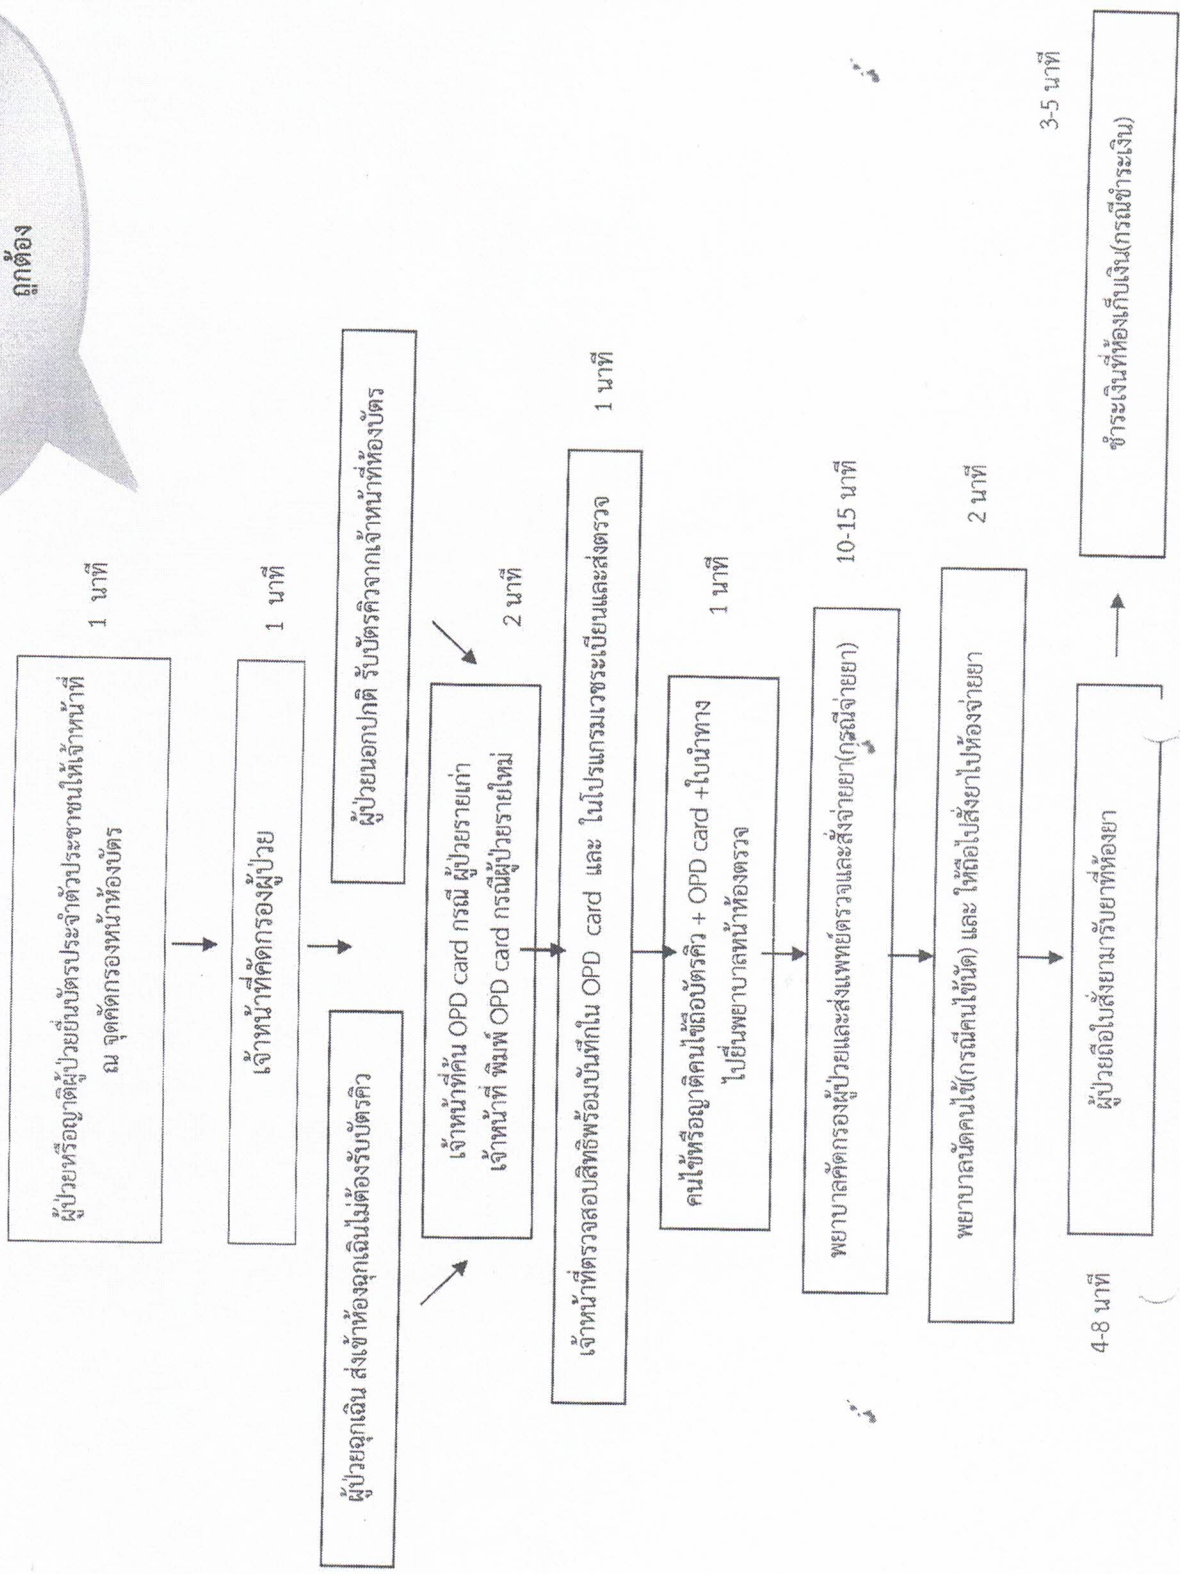 ถูกต้อง
ผู้ป่วยหรือญาติผู้ป่วยยื่นบัตรประจำตัวประชาชนให้เจ้าหน้าที่
ณ จุดคัดกรองหน้าห้องบัตร
1 นาที
เจ้าหน้าที่คัดกรองผู้ป่วย
1 นาที
ผู้ป่วยฉุกเฉิน ส่งเข้าห้องฉุกเฉินไม่ต้องรับบัตรคิว
ผู้ป่วยนอกปกติ รับบัตรคิวจากเจ้าหน้าที่ห้องบัตร
เจ้าหน้าที่ค้น OPD card กรณี ผู้ป่วยรายเก่า
เจ้าหน้าที่ พิมพ์ OPD card กรณีผู้ป่วยรายใหม่
2 นาที
เจ้าหน้าที่ตรวจสอบสิทธิพร้อมบันทึกใน OPD card และ ในโปรแกรมเวชระเบียนและส่งตรวจ
1 นาที
คนไข้หรือญาติคนไข้ถือบัตรคิว + OPD card +ใบนำทาง
ไปยื่นพยาบาลหน้าห้องตรวจ
1 นาที
พยาบาลคัดกรองผู้ป่วยและส่งแพทย์ตรวจและสั่งจ่ายยา(กรณีจ่ายยา)
10-15 นาที
พยาบาลนัดคนไข้(กรณีคนไข้นัด) และ ให้ถือใบสั่งยาไปห้องจ่ายยา
2 นาที
4-8 นาที
ผู้ป่วยถือใบสั่งยามารับยาที่ห้องยา
ชำระเงินที่ห้องเก็บเงิน(กรณีชำระเงิน)
3-5 นาที